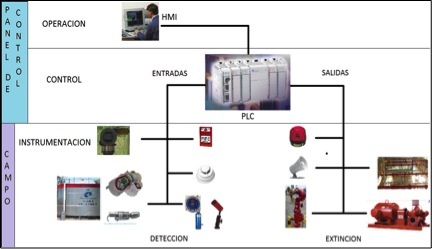 PANEL DE
CONTROL
OPERACION
HMI
CONTROL
ENTRADAS
SALIDAS
PLC
CAMPO
INSTRUMENTACION
DETECCION
EXTINCION